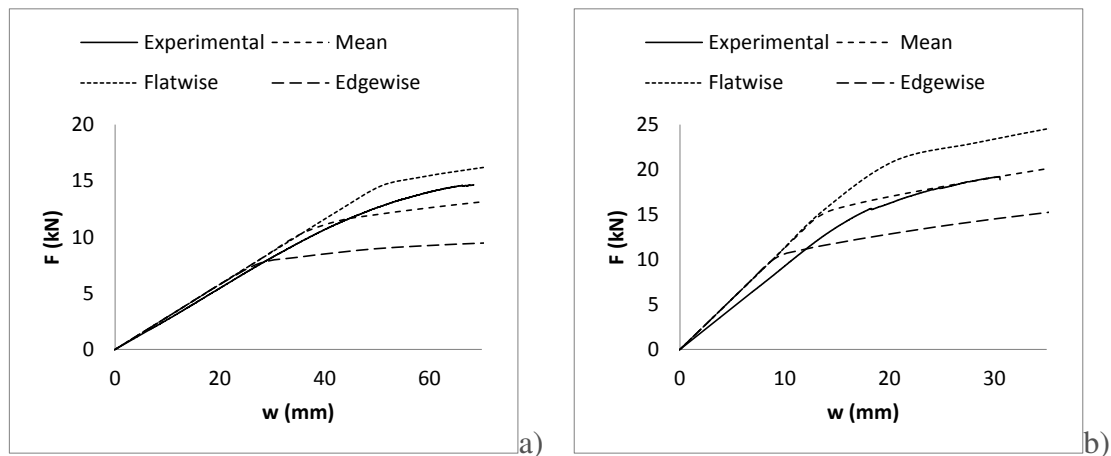 Experimental Mean
Flatwise Edgewise
20
15
10
5
0
F (kN)
0 20 40 60
w (mm)
a)
Experimental Mean
Flatwise Edgewise
25
20
15
10
5
0
F (kN)
0 10 20 30
w (mm)
b)